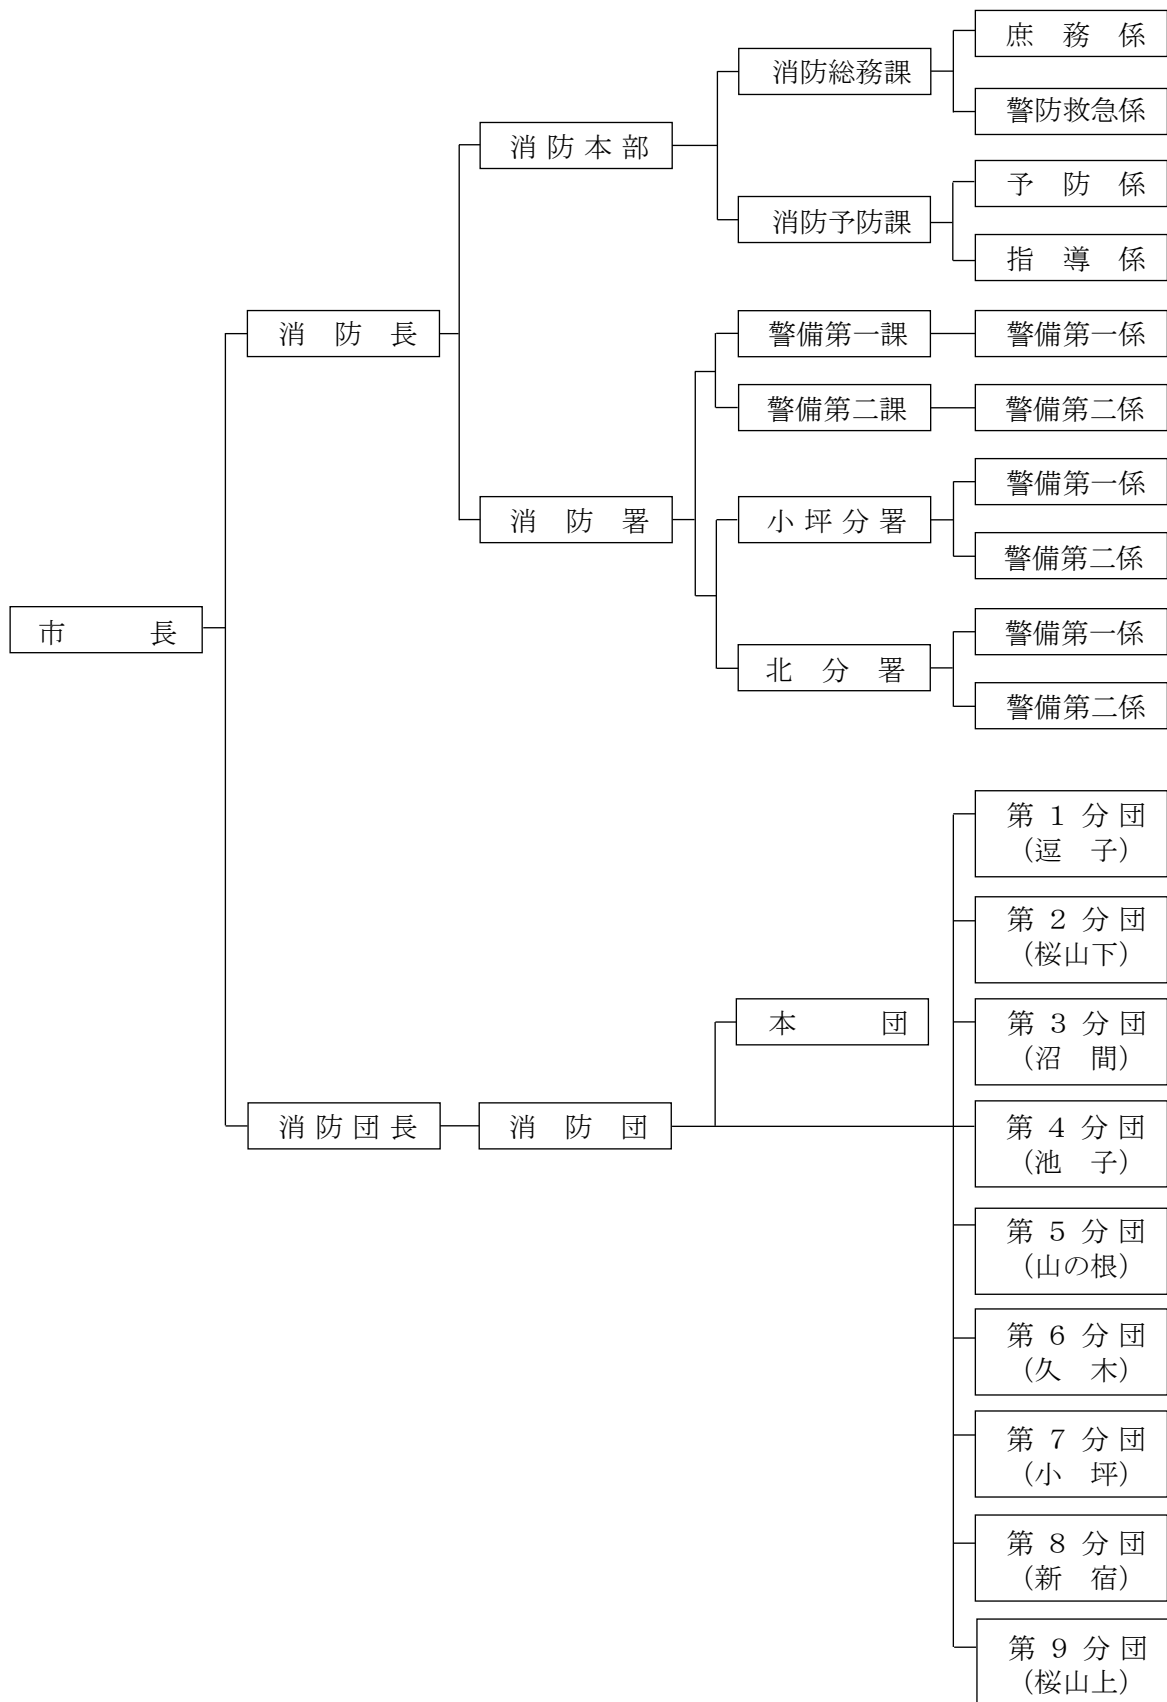 庶務係
消防総務課
警防救急係
消防本部
予防係
消防予防課
指導係
消防長
警備第一課
警備第一係
警備第二課
警備第二係
警備第一係
消防署
小坪分署
警備第二係
市長
警備第一係
北分署
警備第二係
第1分団
（逗子）
第2分団
（桜山下）
本団
第3分団
（沼間）
消防団長
消防団
第4分団
（池子）
第5分団
（山の根）
第6分団
（久木）
第7分団
（小坪）
第8分団
（新宿）
第9分団
（桜山上）